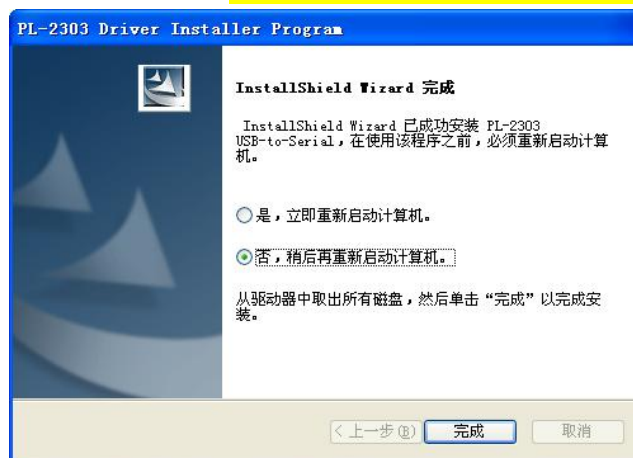 PL-2303 Driver Installer Program
InstallShield Wizard 完成
InstallShield Wizard 已成功安装 PL-2303
USB-to-Serial，在使用该程序之前，必须重新启动计算
机。
是，立即重新启动计算机。
否，稍后再重新启动计算机。
从驱动器中取出所有磁盘，然后单击“完成”以完成安
装。
<上一步(B) 完成 取消